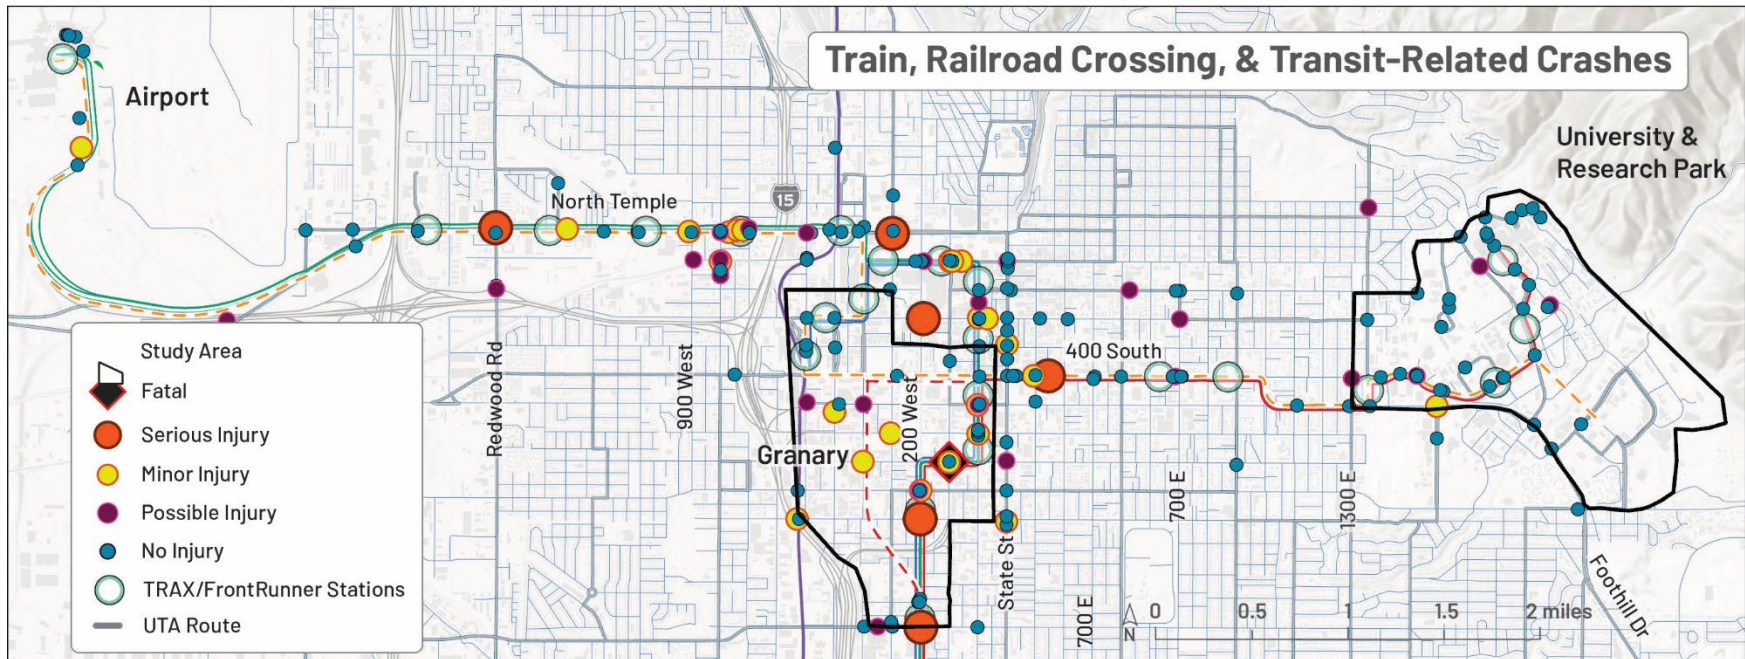 Train, Railroad Crossing, & Transit-Related Crashes
Airport
University &
Research Park
North Temple
15
400 South
Redwood Rd
900 West
200 West
Granary
State St
700 E
700 E
1300 E
Foothill Dr
Study Area
Fatal
Serious Injury
Minor Injury
Possible Injury
No Injury
TRAX/FrontRunner Stations
UTA Route
N
0 0.5 1 1.5 2 miles